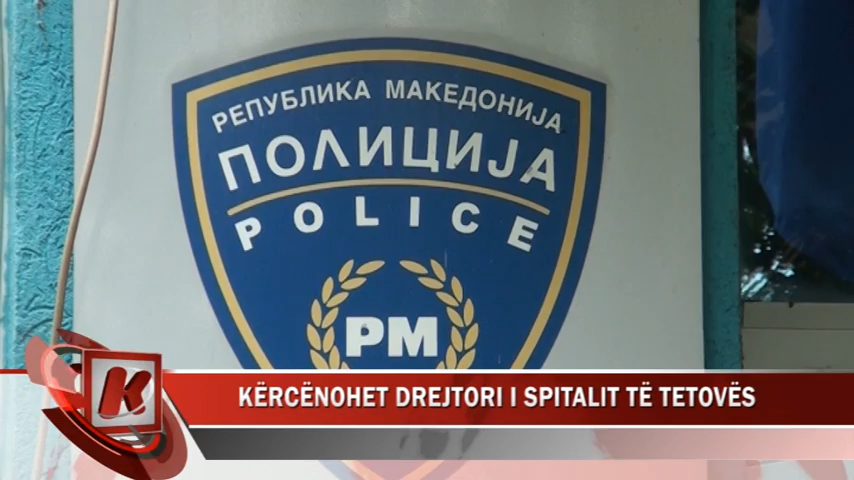 РЕПУБЛИКА МАКЕДОНИЈА
ПОЛИЦИЈА
POLICE
РМ
K
KËRCËNOHET DREJTORI I SPITALIT TË TETOVËS